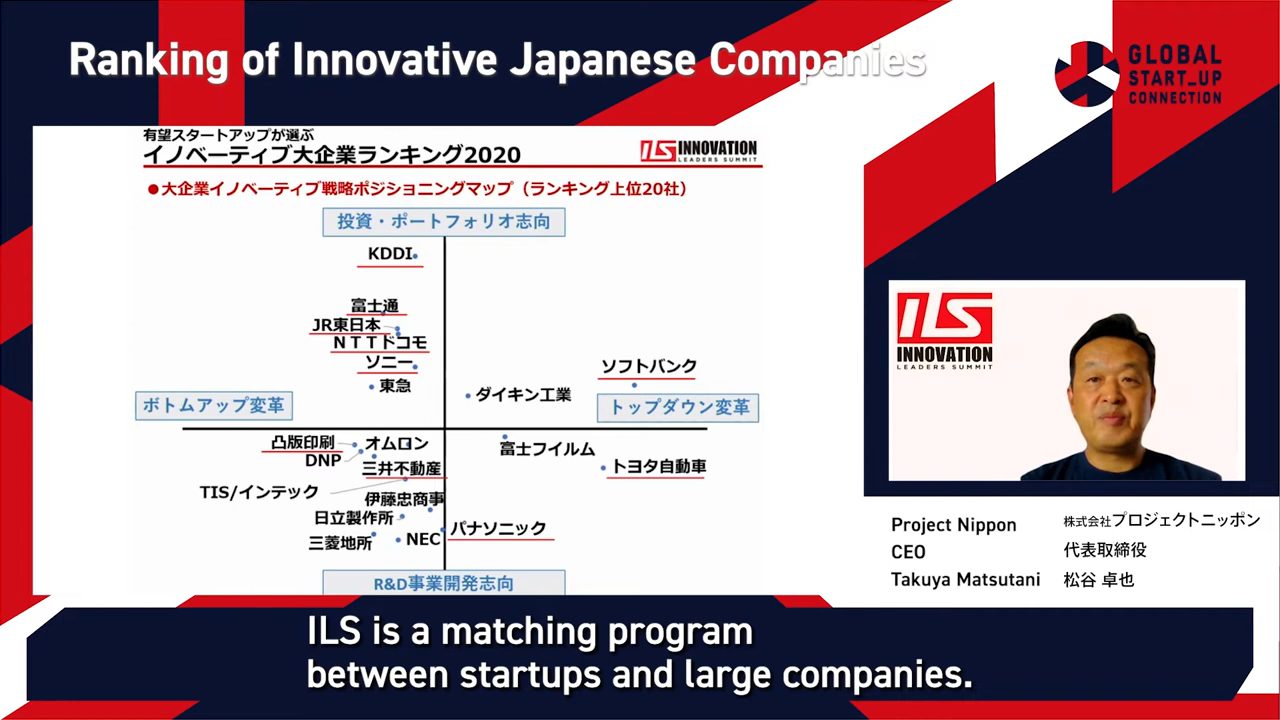 Ranking of Innovative Japanese Companies
GLOBAL
START_UP
CONNECTION
有望スタートアップが選ぶ
イノベーティブ大企業ランキング2020
ILS INNOVATION
LEADERS SUMMIT
●大企業イノベーティブ戦略ポジショニングマップ（ランキング上位20社）
投資・ポートフォリオ志向
KDDI
富士通
JR東日本
NTTドコモ
ソニー
東急
ソフトバンク
ダイキン工業
ボトムアップ変革
トップダウン変革
凸版印刷
オムロン
DNP
富士フイルム
三井不動産
トヨタ自動車
TIS/インテック
伊藤忠商事
日立製作所
パナソニック
三菱地所
NEC
R&D事業開発志向
ILS
INNOVATION
LEADERS SUMMIT
Project Nippon
CEO
Takuya Matsutani
株式会社プロジェクトニッポン
代表取締役
松谷 卓也
ILS is a matching program
between startups and large companies.